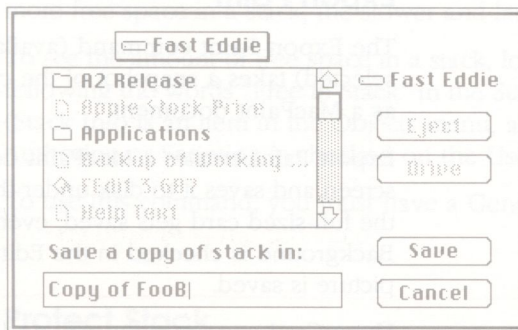 Fast Eddie
A2 Release
Apple Stock Price
Applications
Backup of Working ...
FEdit 3.6B7
Help Text
Fast Eddie
Eject
Drive
Save a copy of stack in:
Copy of FooB
Save
Cancel